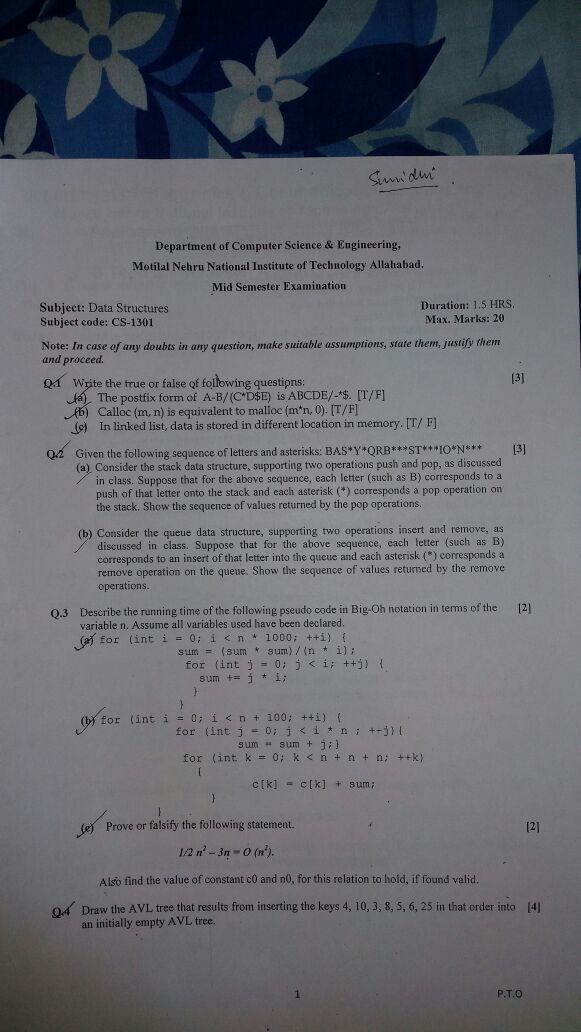 Sunidhi.
Department of Computer Science & Engineering,
Motilal Nehru National Institute of Technology Allahabad.
Mid Semester Examination
Subject: Data Structures Duration: 1.5 HRS.
Subject code: CS-1301 Max. Marks: 20
Note: In case of any doubts in any question, make suitable assumptions, state them, justify them
and proceed.
Q.1 Write the true or false of following questions: [3]
(a) The postfix form of A-B/(C*D$E) is ABCDE/-*$. [T/F]
(b) Calloc (m, n) is equivalent to malloc (m*n, 0). [T/F]
(c) In linked list, data is stored in different location in memory. [T/ F]
Q.2 Given the following sequence of letters and asterisks: BAS*Y*QRB***ST***IO*N*** [3]
(a) Consider the stack data structure, supporting two operations push and pop, as discussed
in class. Suppose that for the above sequence, each letter (such as B) corresponds to a
push of that letter onto the stack and each asterisk (*) corresponds a pop operation on
the stack. Show the sequence of values returned by the pop operations.
(b) Consider the queue data structure, supporting two operations insert and remove, as
discussed in class. Suppose that for the above sequence, each letter (such as B)
corresponds to an insert of that letter into the queue and each asterisk (*) corresponds a
remove operation on the queue. Show the sequence of values returned by the remove
operations.
Q.3 Describe the running time of the following pseudo code in Big-Oh notation in terms of the [2]
variable n. Assume all variables used have been declared.
(a) for (int i = 0; i < n * 1000; ++i) {
sum = (sum * sum)/(n * i);
for (int j = 0; j < i; ++j) {
sum += j * i;
}
}
(b) for (int i = 0; i < n + 100; ++i) {
for (int j = 0; j < i * n ; ++j){
sum = sum + j;}
for (int k = 0; k < n + n + n; ++k)
{
c[k] = c[k] + sum;
}
}
(c) Prove or falsify the following statement. [2]
1/2 n² – 3n = O (n²).
Also find the value of constant c0 and n0, for this relation to hold, if found valid.
Q.4 Draw the AVL tree that results from inserting the keys 4, 10, 3, 8, 5, 6, 25 in that order into [4]
an initially empty AVL tree.
1 P.T.O